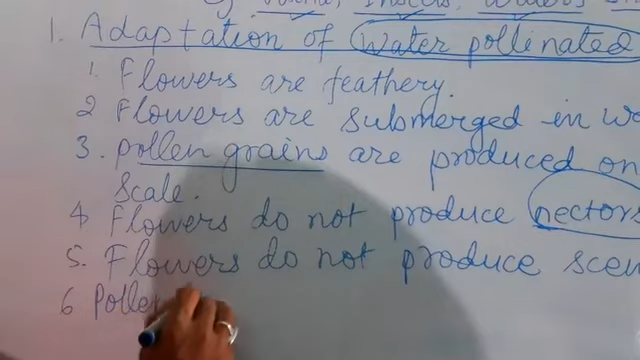 1. Adaptation of Water pollinated
1. Flowers are feathery.
2 Flowers are submerged in
3. pollen grains are produced on
Scale.
4 Flowers do not produce nectors
5. Flowers do not produce
6 Polle